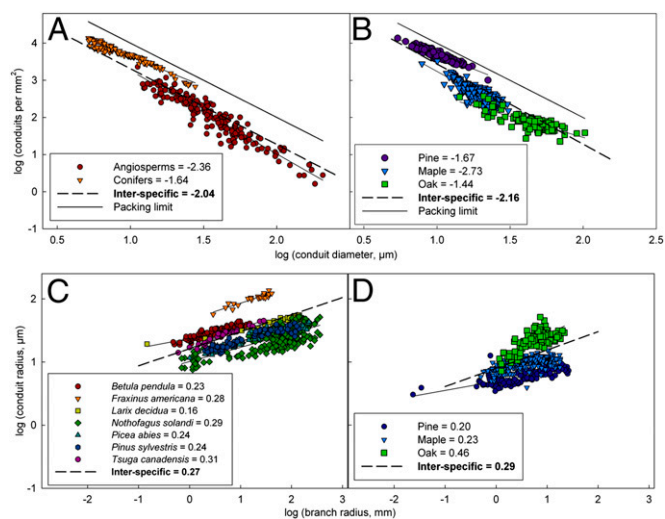 A
B
log (conduits per mm²)
4
3
2
1
0
-1
Angiosperms = -2.36
Conifers = -1.64
Inter-specific = -2.04
Packing limit
Pine = -1.67
Maple = -2.73
Oak = -1.44
Inter-specific = -2.16
Packing limit
0.5 1.0 1.5 2.0 0.5 1.0 1.5 2.0 2.5
log (conduit diameter, µm) log (conduit diameter, µm)
C
D
log (conduit radius, µm)
2
1
0
-1
Betula pendula = 0.23
Fraxinus americana = 0.28
Larix decidua = 0.16
Nothofagus solandi = 0.29
Picea abies = 0.24
Pinus sylvestris = 0.24
Tsuga canadensis = 0.31
Inter-specific = 0.27
Pine = 0.20
Maple = 0.23
Oak = 0.46
Inter-specific = 0.29
-2 -1 0 1 2 3 -2 -1 0 1 2 3
log (branch radius, mm)